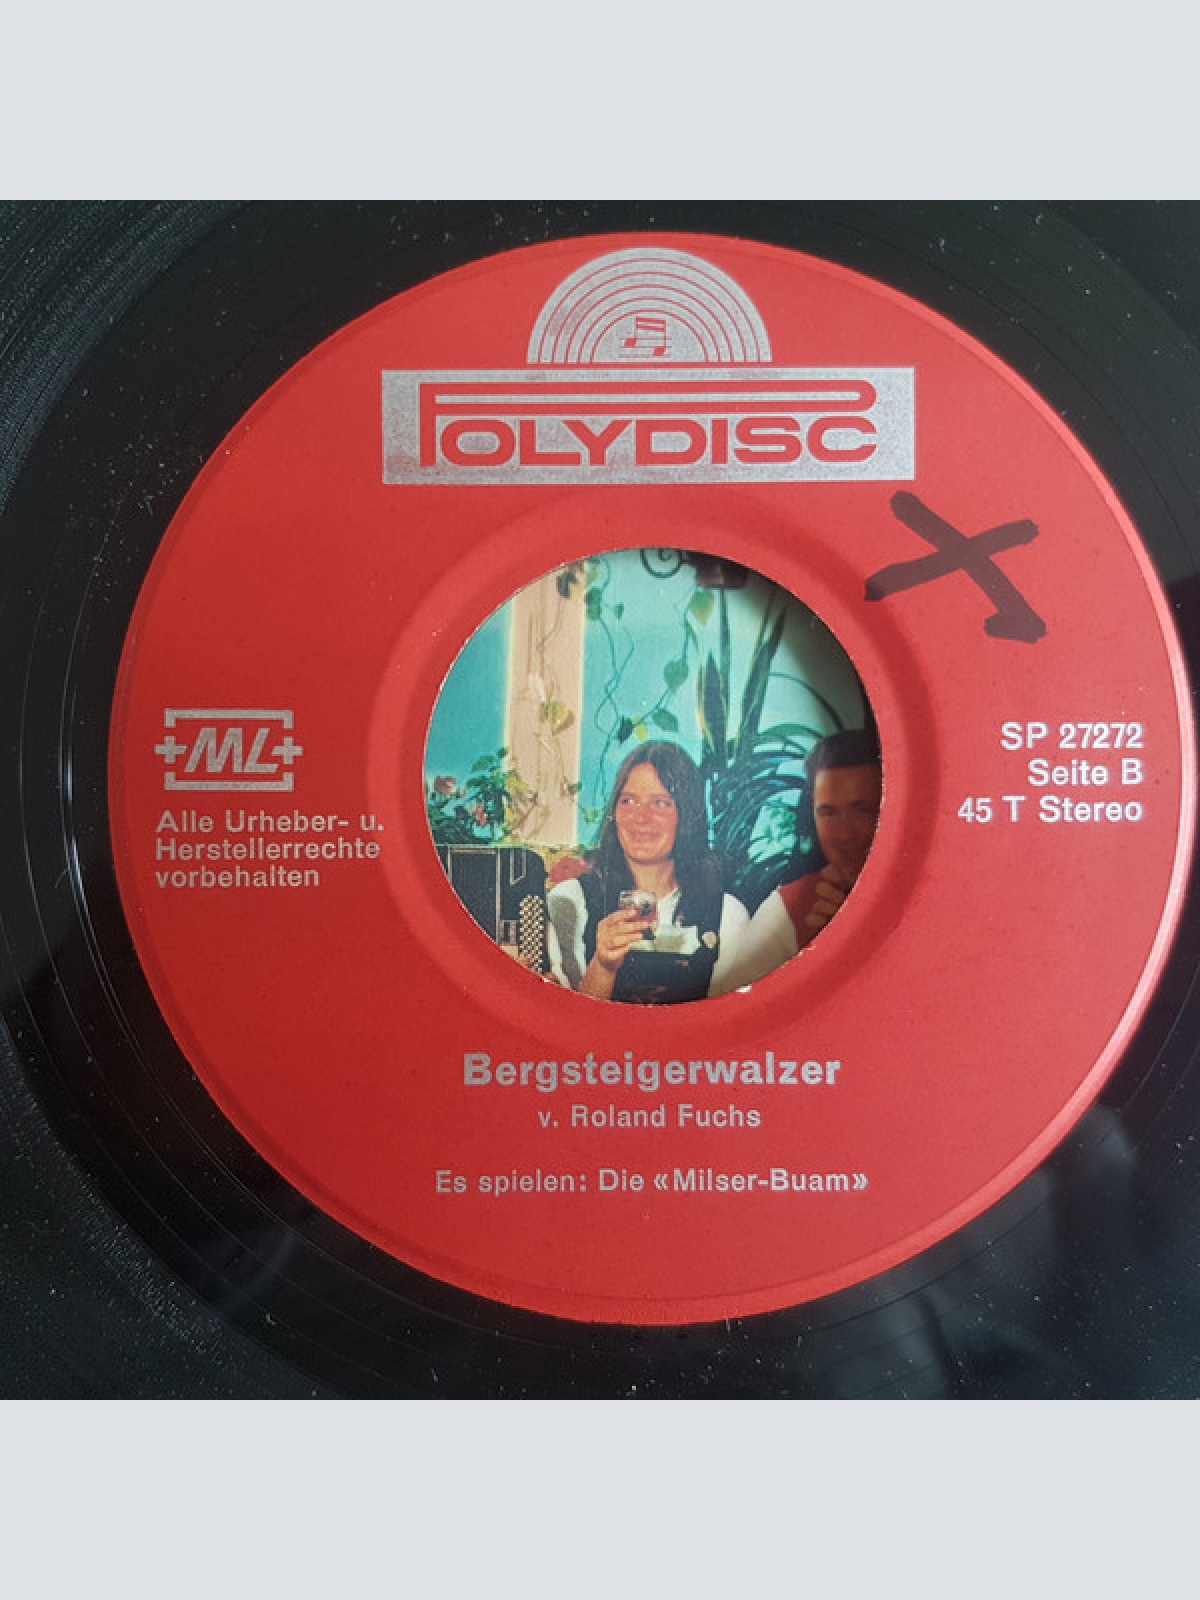 POLYDISC
ML
Alle Urheber- u.
Herstellerrechte
vorbehalten
SP 27272
Seite B
45 T Stereo
Bergsteigerwalzer
v. Roland Fuchs
Es spielen: Die «Milser-Buam»